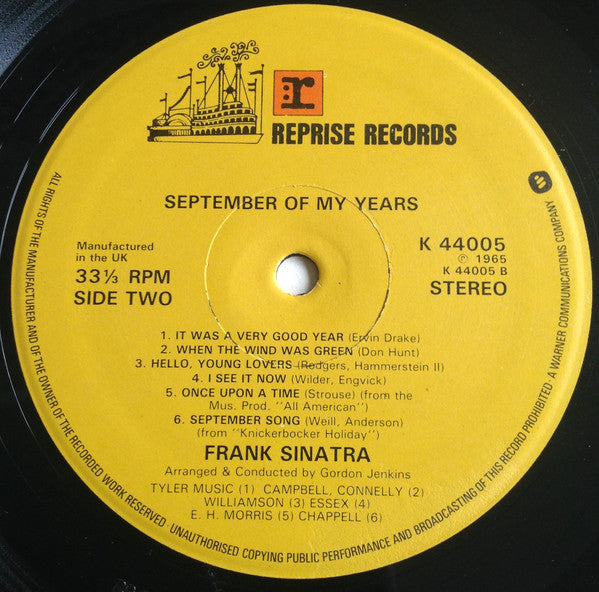 r:
REPRISE RECORDS
SEPTEMBER OF MY YEARS
Manufactured
in the UK
33⅓ RPM
SIDE TWO
K 44005
℗ 1965
K 44005 B
STEREO
1. IT WAS A VERY GOOD YEAR (Ervin Drake)
2. WHEN THE WIND WAS GREEN (Don Hunt)
3. HELLO, YOUNG LOVERS (Rodgers, Hammerstein II)
4. I SEE IT NOW (Wilder, Engvick)
5. ONCE UPON A TIME (Strouse) (from the
Mus. Prod. "All American")
6. SEPTEMBER SONG (Weill, Anderson)
(from "Knickerbocker Holiday")
FRANK SINATRA
Arranged & Conducted by Gordon Jenkins
TYLER MUSIC (1) CAMPBELL, CONNELLY (2)
WILLIAMSON (3) ESSEX (4)
E. H. MORRIS (5) CHAPPELL (6)
ALL RIGHTS OF THE MANUFACTURER AND OF THE OWNER OF THE RECORDED WORK RESERVED. UNAUTHORISED COPYING PUBLIC PERFORMANCE AND BROADCASTING OF THIS RECORD PROHIBITED. A WARNER COMMUNICATIONS COMPANY